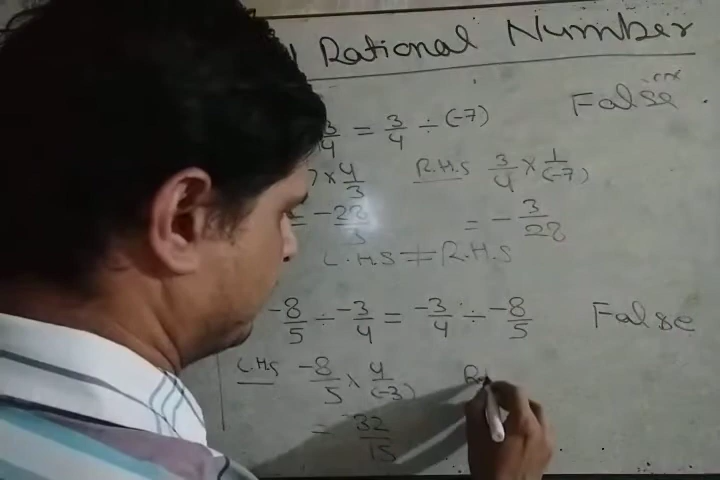 Rational Number
False
3/4 = 3/4 ÷ (-7)
× 4/3 R.H.S 3/4 × 1/(-7)
= -28/3 = - 3/28
L.H.S ≠ R.H.S
-8/5 ÷ -3/4 = -3/4 ÷ -8/5 False
L.H.S -8/5 × 4/(-3) R
= 32/15